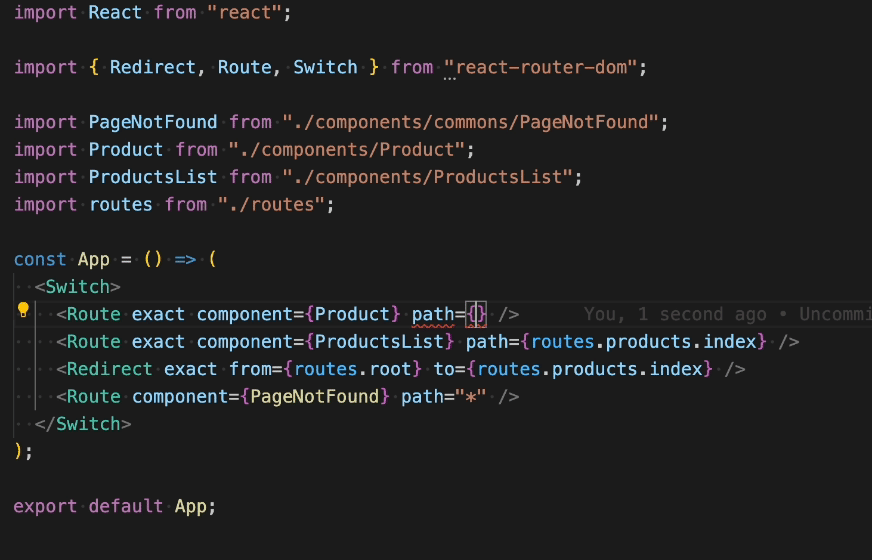 import React from "react";
import { Redirect, Route, Switch } from "react-router-dom";
import PageNotFound from "./components/commons/PageNotFound";
import Product from "./components/Product";
import ProductsList from "./components/ProductsList";
import routes from "./routes";
const App = () => (
<Switch>
<Route exact component={Product} path={} /> You, 1 second ago • Uncommi
<Route exact component={ProductsList} path={routes.products.index} />
<Redirect exact from={routes.root} to={routes.products.index} />
<Route component={PageNotFound} path="*" />
</Switch>
);
export default App;